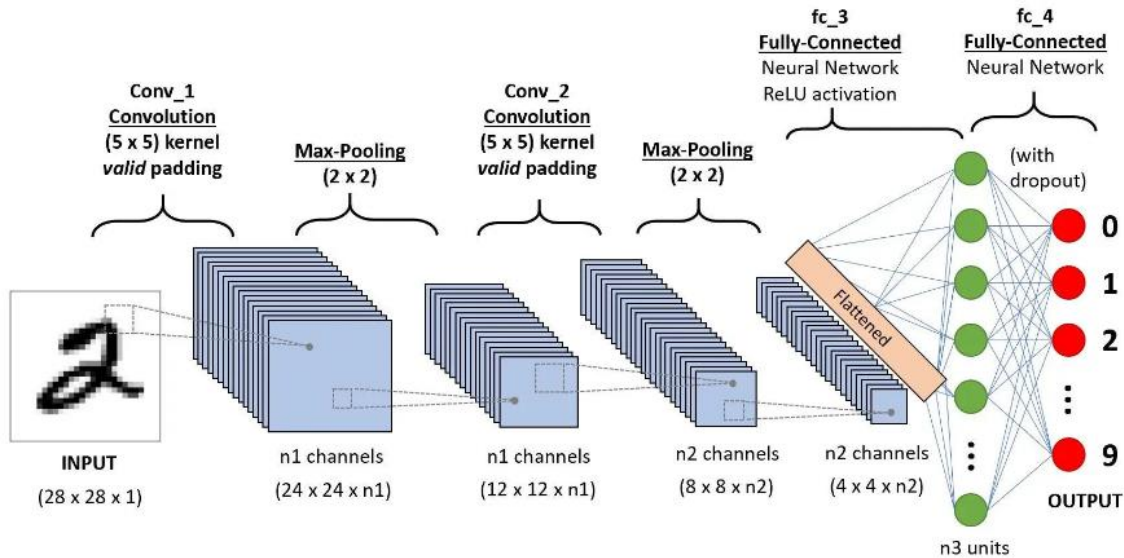 fc_3
Fully-Connected
Neural Network
ReLU activation
fc_4
Fully-Connected
Neural Network
Conv_1
Convolution
(5 x 5) kernel
valid padding
Max-Pooling
(2 x 2)
Conv_2
Convolution
(5 x 5) kernel
valid padding
Max-Pooling
(2 x 2)
(with
dropout)
2
Flattened
0
1
2
...
9
...
INPUT
(28 x 28 x 1)
n1 channels
(24 x 24 x n1)
n1 channels
(12 x 12 x n1)
n2 channels
(8 x 8 x n2)
n2 channels
(4 x 4 x n2)
OUTPUT
n3 units